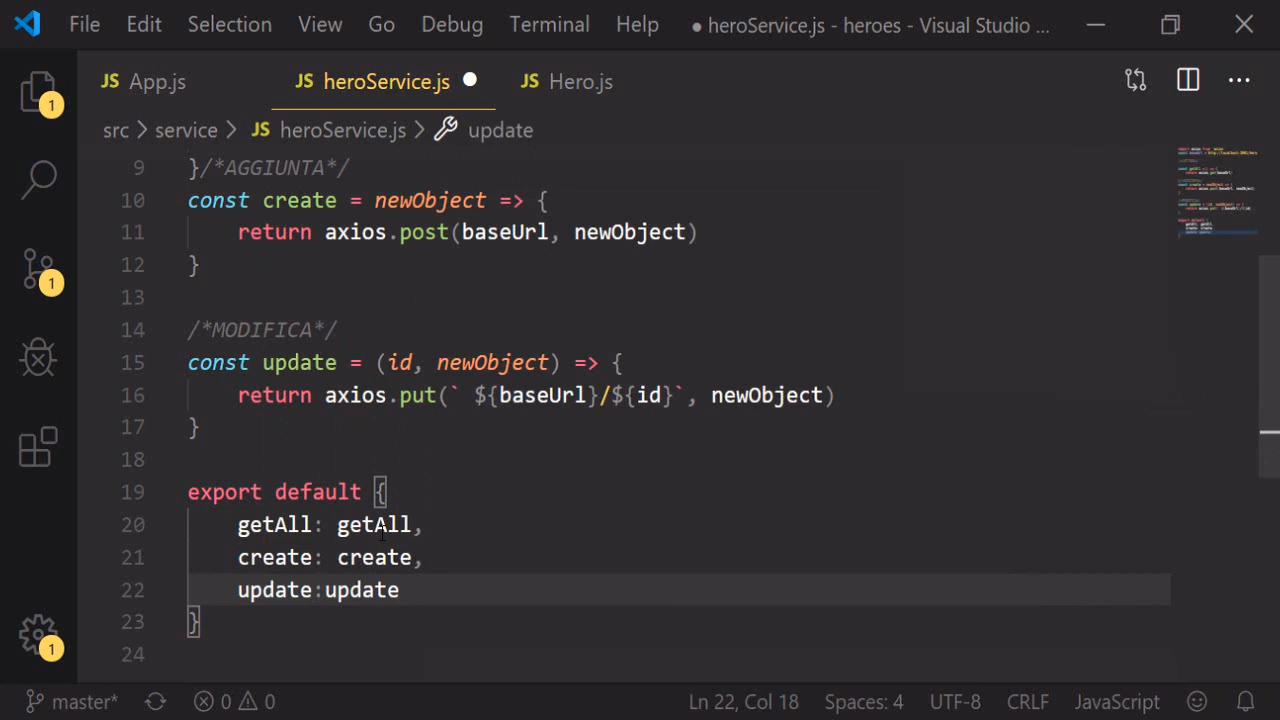 File Edit Selection View Go Debug Terminal Help ● heroService.js - heroes - Visual Studio ...
JS App.js JS heroService.js JS Hero.js
src > service > JS heroService.js > update
1
1
1
9 }/*AGGIUNTA*/
10 const create = newObject => {
11 return axios.post(baseUrl, newObject)
12 }
13
14 /*MODIFICA*/
15 const update = (id, newObject) => {
16 return axios.put(` ${baseUrl}/${id}`, newObject)
17 }
18
19 export default {
20 getAll: getAll,
21 create: create,
22 update:update
23 }
24
master* 0 0 Ln 22, Col 18 Spaces: 4 UTF-8 CRLF JavaScript